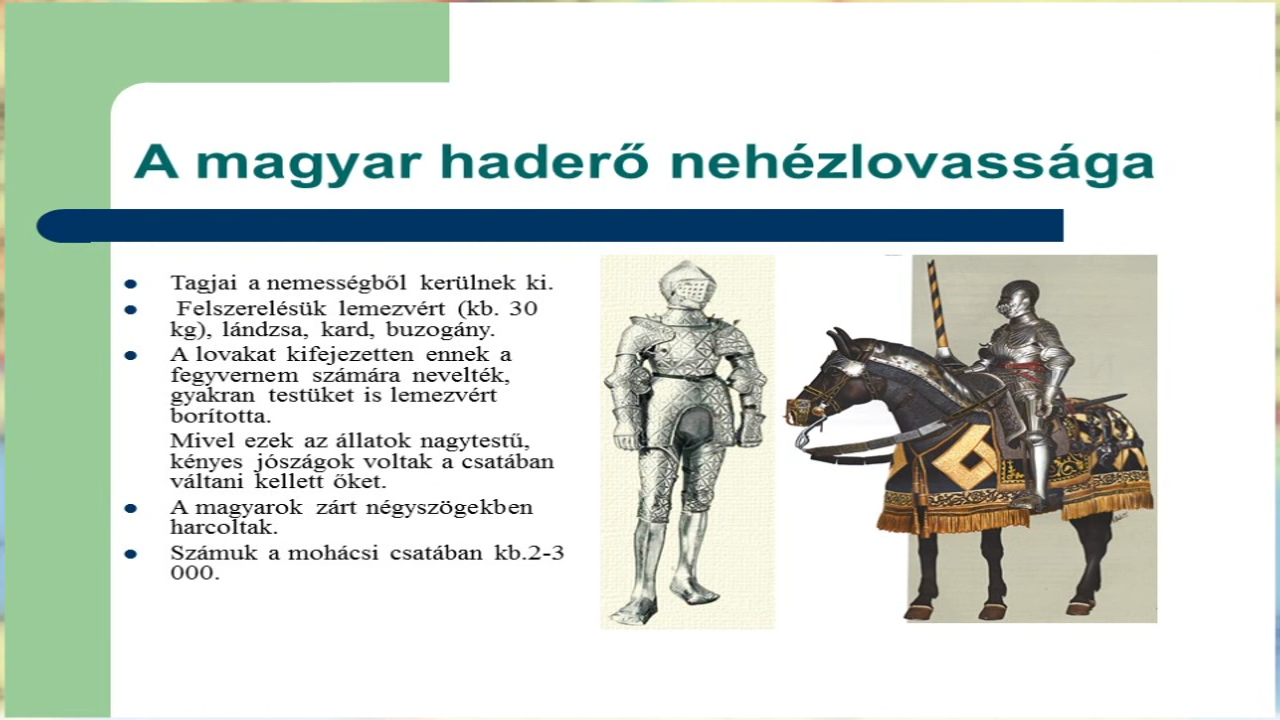 A magyar haderő nehézlovassága
Tagjai a nemességből kerülnek ki.
Felszerelésük lemezvért (kb. 30
kg), lándzsa, kard, buzogány.
A lovakat kifejezetten ennek a
fegyvernem számára nevelték,
gyakran testüket is lemezvért
borította.
Mivel ezek az állatok nagytestű,
kényes jószágok voltak a csatában
váltani kellett őket.
A magyarok zárt négyszögekben
harcoltak.
Számuk a mohácsi csatában kb.2-3
000.